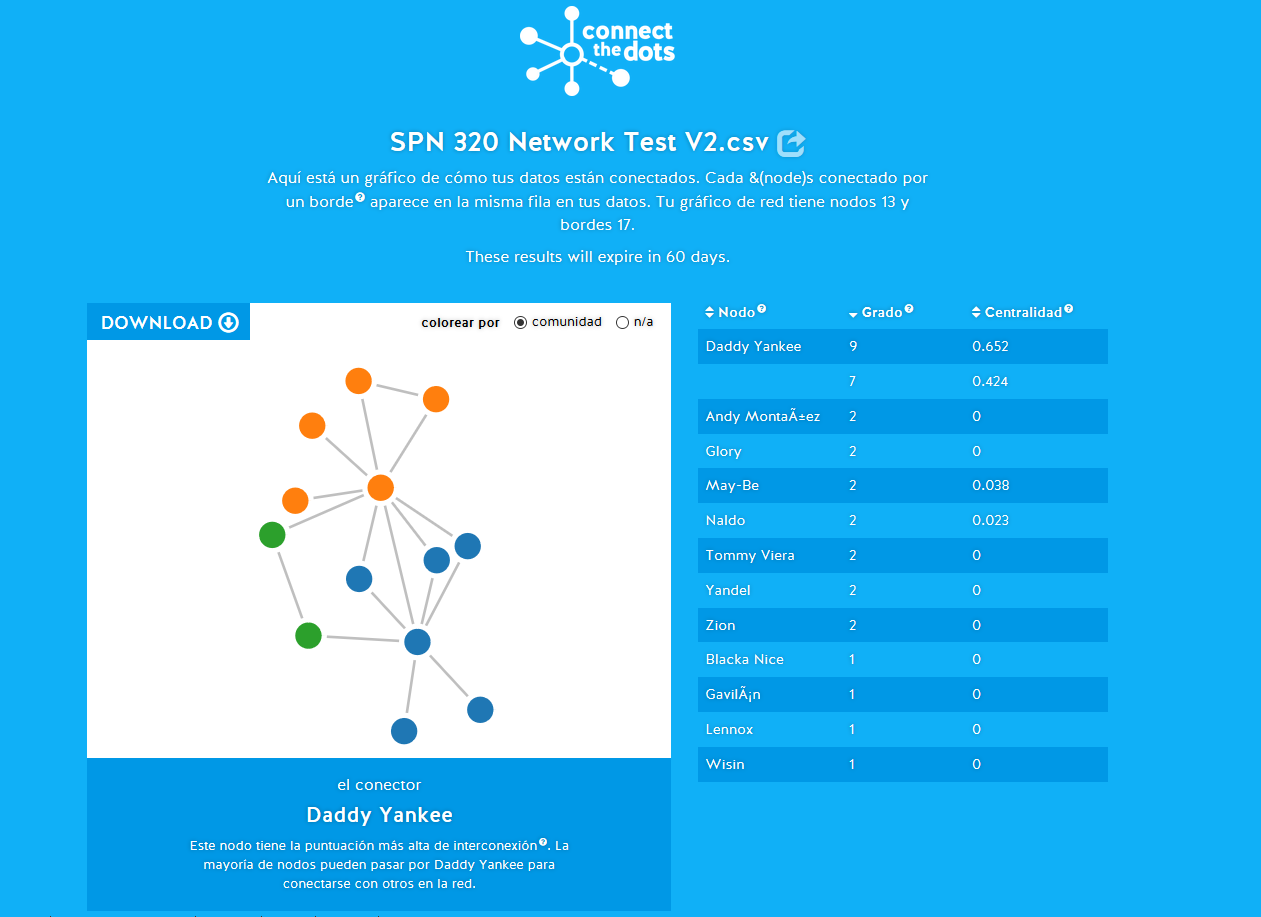 connect
the dots
SPN 320 Network Test V2.csv
Aquí está un gráfico de cómo tus datos están conectados. Cada &(node)s conectado por
un borde? aparece en la misma fila en tus datos. Tu gráfico de red tiene nodos 13 y
bordes 17.
These results will expire in 60 days.
DOWNLOAD
colorear por comunidad n/a
Nodo? Grado? Centralidad?
Daddy Yankee 9 0.652
7 0.424
Andy MontaÃ±ez 2 0
Glory 2 0
May-Be 2 0.038
Naldo 2 0.023
Tommy Viera 2 0
Yandel 2 0
Zion 2 0
Blacka Nice 1 0
GavilÃ¡n 1 0
Lennox 1 0
Wisin 1 0
el conector
Daddy Yankee
Este nodo tiene la puntuación más alta de interconexión?. La
mayoría de nodos pueden pasar por Daddy Yankee para
conectarse con otros en la red.